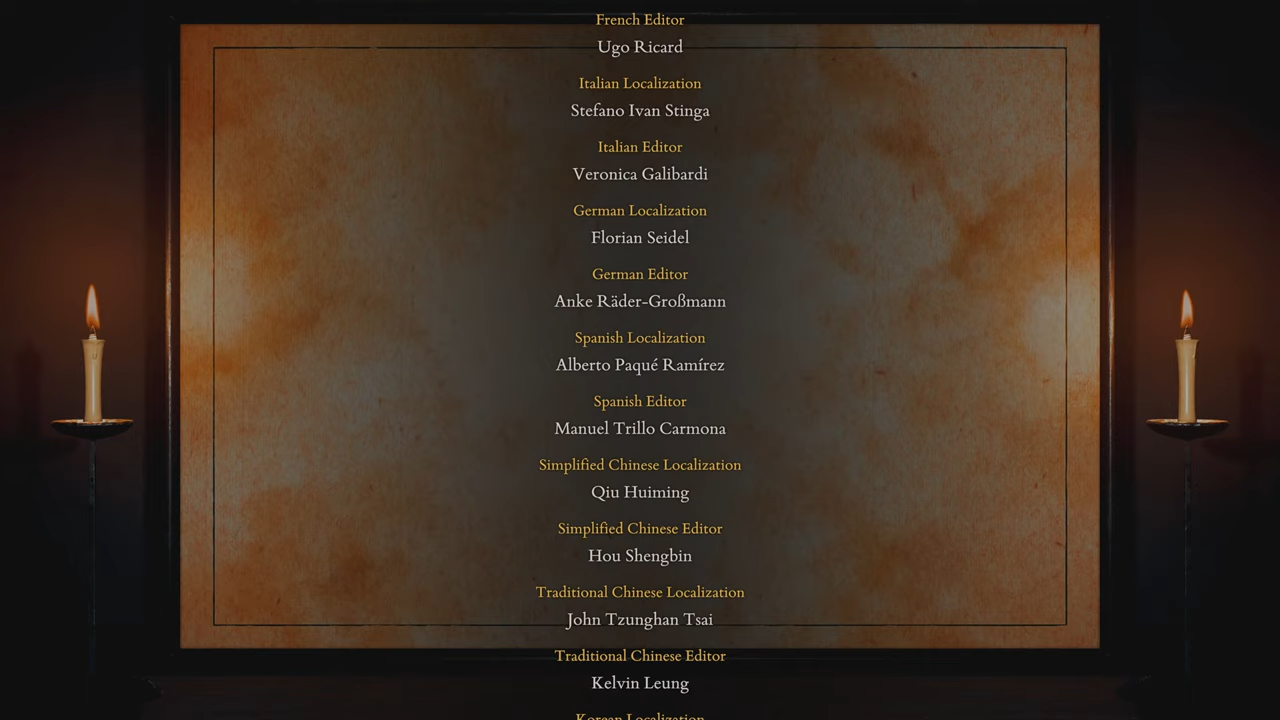 French Editor
Ugo Ricard
Italian Localization
Stefano Ivan Stinga
Italian Editor
Veronica Galibardi
German Localization
Florian Seidel
German Editor
Anke Räder-Großmann
Spanish Localization
Alberto Paqué Ramírez
Spanish Editor
Manuel Trillo Carmona
Simplified Chinese Localization
Qiu Huiming
Simplified Chinese Editor
Hou Shengbin
Traditional Chinese Localization
John Tzunghan Tsai
Traditional Chinese Editor
Kelvin Leung
Korean Localization